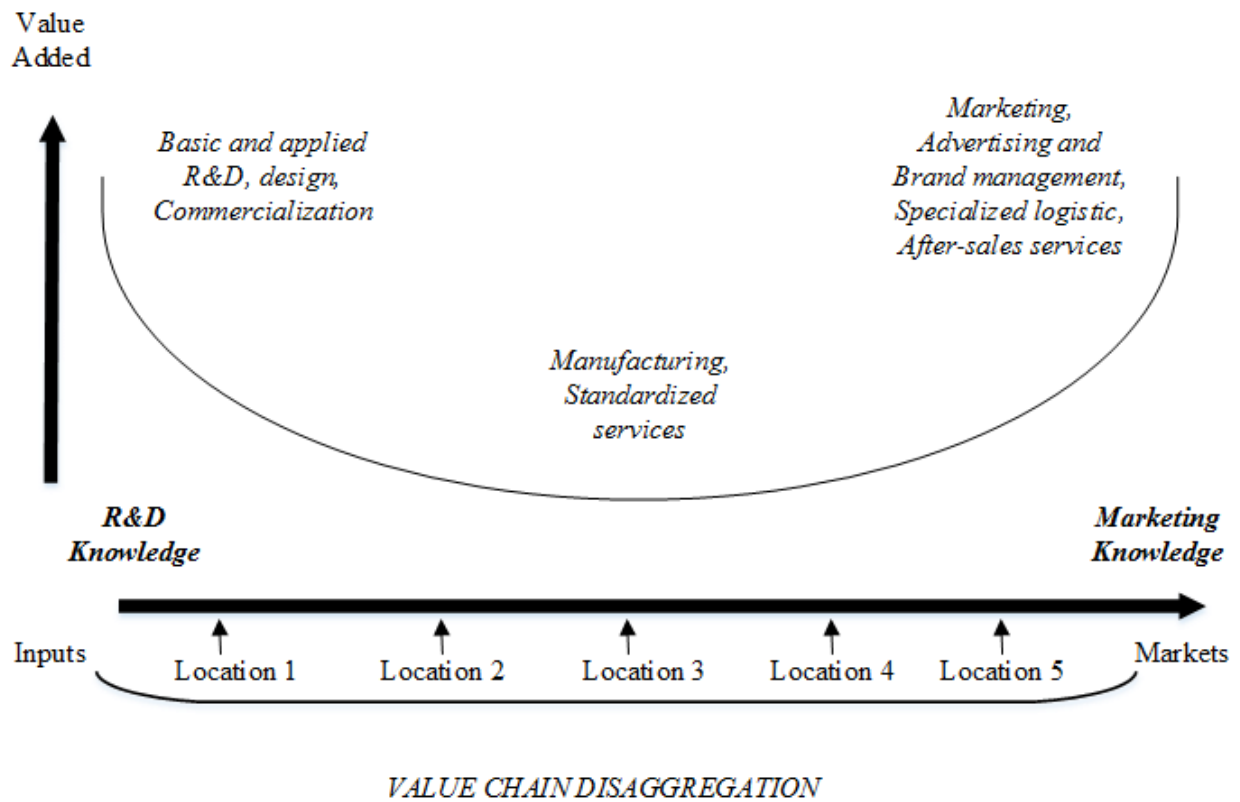 Value
Added
Basic and applied
R&D, design,
Commercialization
Marketing,
Advertising and
Brand management,
Specialized logistic,
After-sales services
Manufacturing,
Standardized
services
R&D
Knowledge
Marketing
Knowledge
Inputs
Location 1
Location 2
Location 3
Location 4
Location 5
Markets
VALUE CHAIN DISAGGREGATION